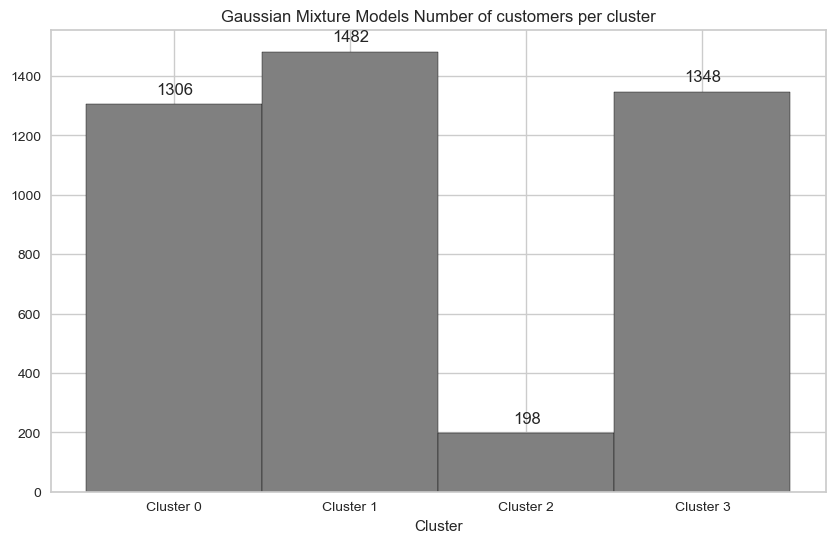 Gaussian Mixture Models Number of customers per cluster
1482
1306
1348
198
1400
1200
1000
800
600
400
200
0
Cluster 0
Cluster 1
Cluster 2
Cluster 3
Cluster